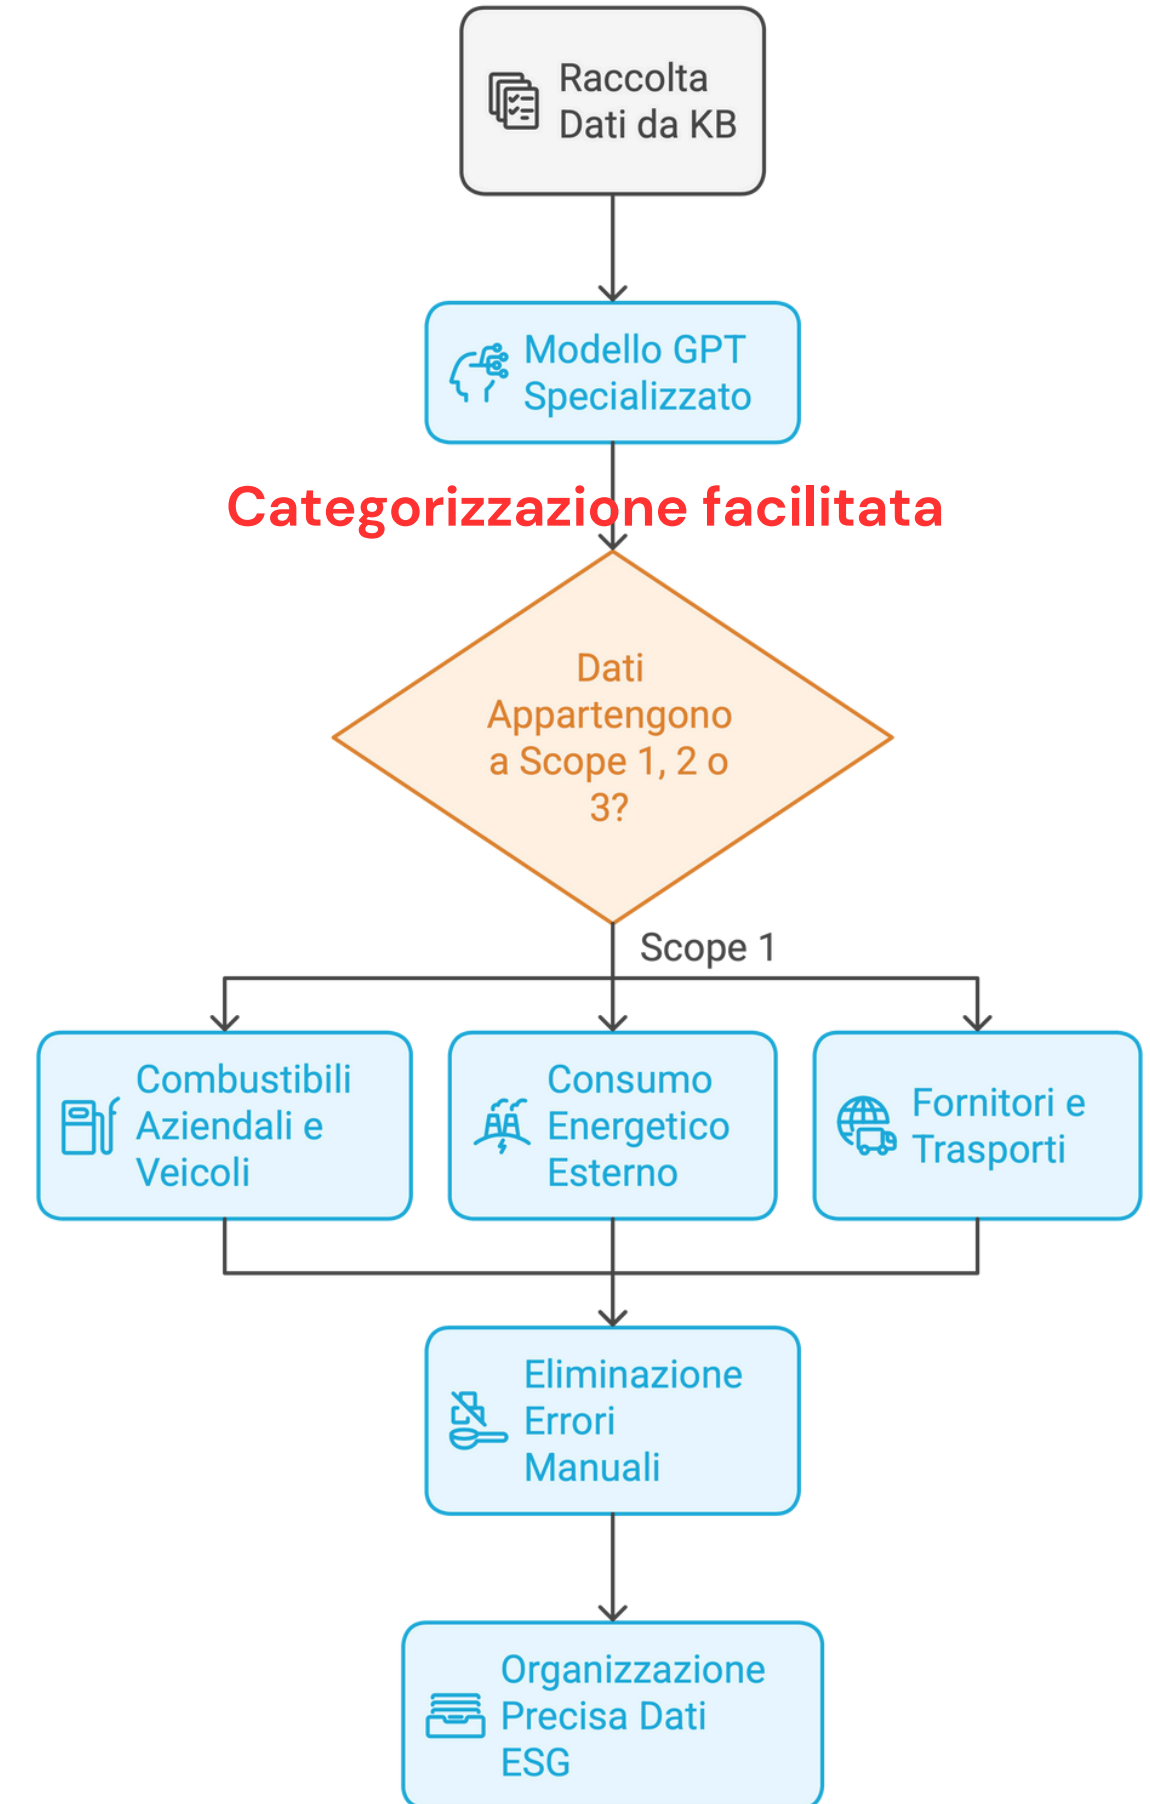 Raccolta
Dati da KB
Modello GPT
Specializzato
Categorizzazione facilitata
Dati
Appartengono
a Scope 1, 2 o
3?
Scope 1
Combustibili
Aziendali e
Veicoli
Consumo
Energetico
Esterno
Fornitori e
Trasporti
Eliminazione
Errori
Manuali
Organizzazione
Precisa Dati
ESG